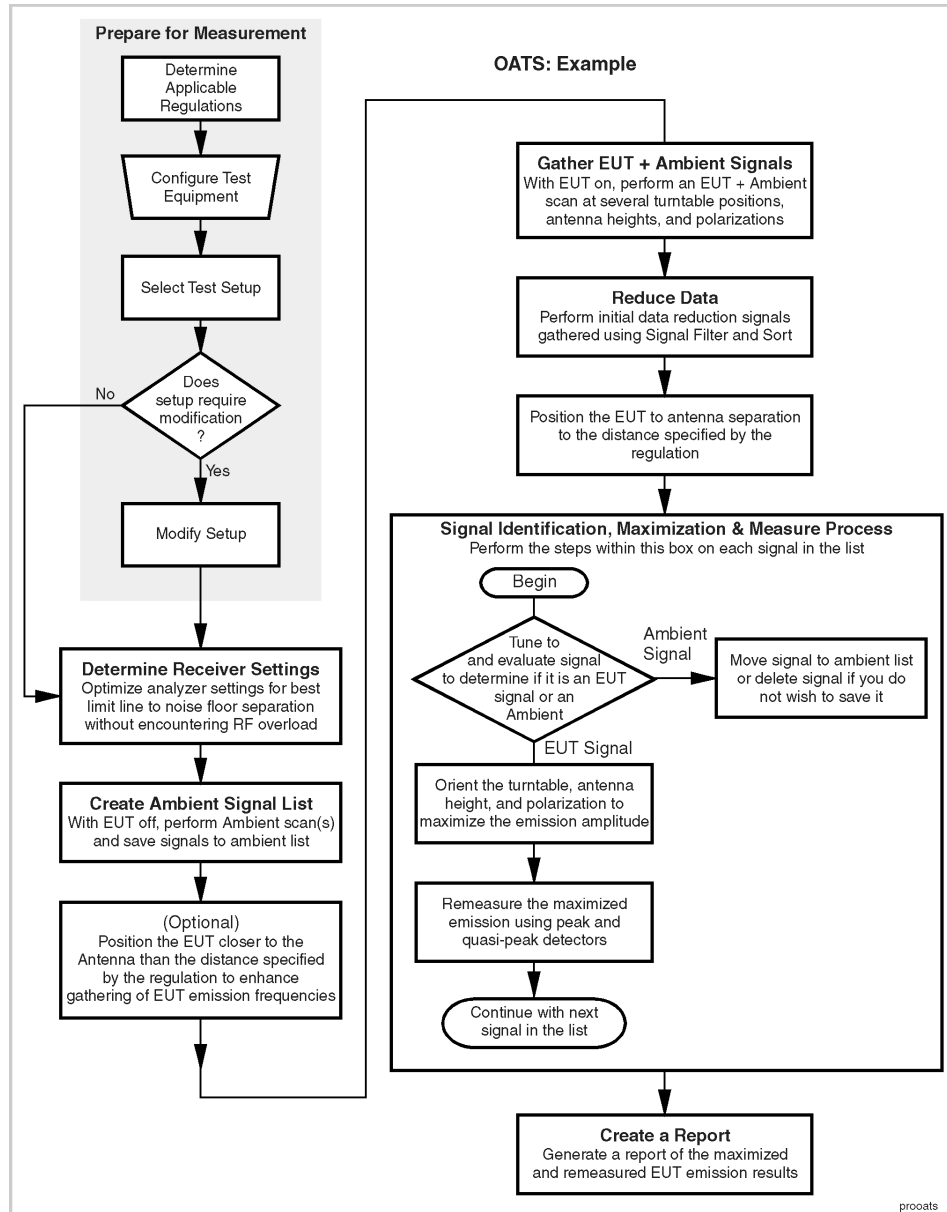 Prepare for Measurement
Determine
Applicable
Regulations
Configure Test
Equipment
Select Test Setup
Does
setup require
modification
?
No
Yes
Modify Setup
Determine Receiver Settings
Optimize analyzer settings for best
limit line to noise floor separation
without encountering RF overload
Create Ambient Signal List
With EUT off, perform Ambient scan(s)
and save signals to ambient list
(Optional)
Position the EUT closer to the
Antenna than the distance specified
by the regulation to enhance
gathering of EUT emission frequencies
OATS: Example
Gather EUT + Ambient Signals
With EUT on, perform an EUT + Ambient
scan at several turntable positions,
antenna heights, and polarizations
Reduce Data
Perform initial data reduction signals
gathered using Signal Filter and Sort
Position the EUT to antenna separation
to the distance specified by the
regulation
Signal Identification, Maximization & Measure Process
Perform the steps within this box on each signal in the list
Begin
Tune to
and evaluate signal
to determine if it is an EUT
signal or an
Ambient
Ambient
Signal
Move signal to ambient list
or delete signal if you do
not wish to save it
EUT Signal
Orient the turntable, antenna
height, and polarization to
maximize the emission amplitude
Remeasure the maximized
emission using peak and
quasi-peak detectors
Continue with next
signal in the list
Create a Report
Generate a report of the maximized
and remeasured EUT emission results
prooats